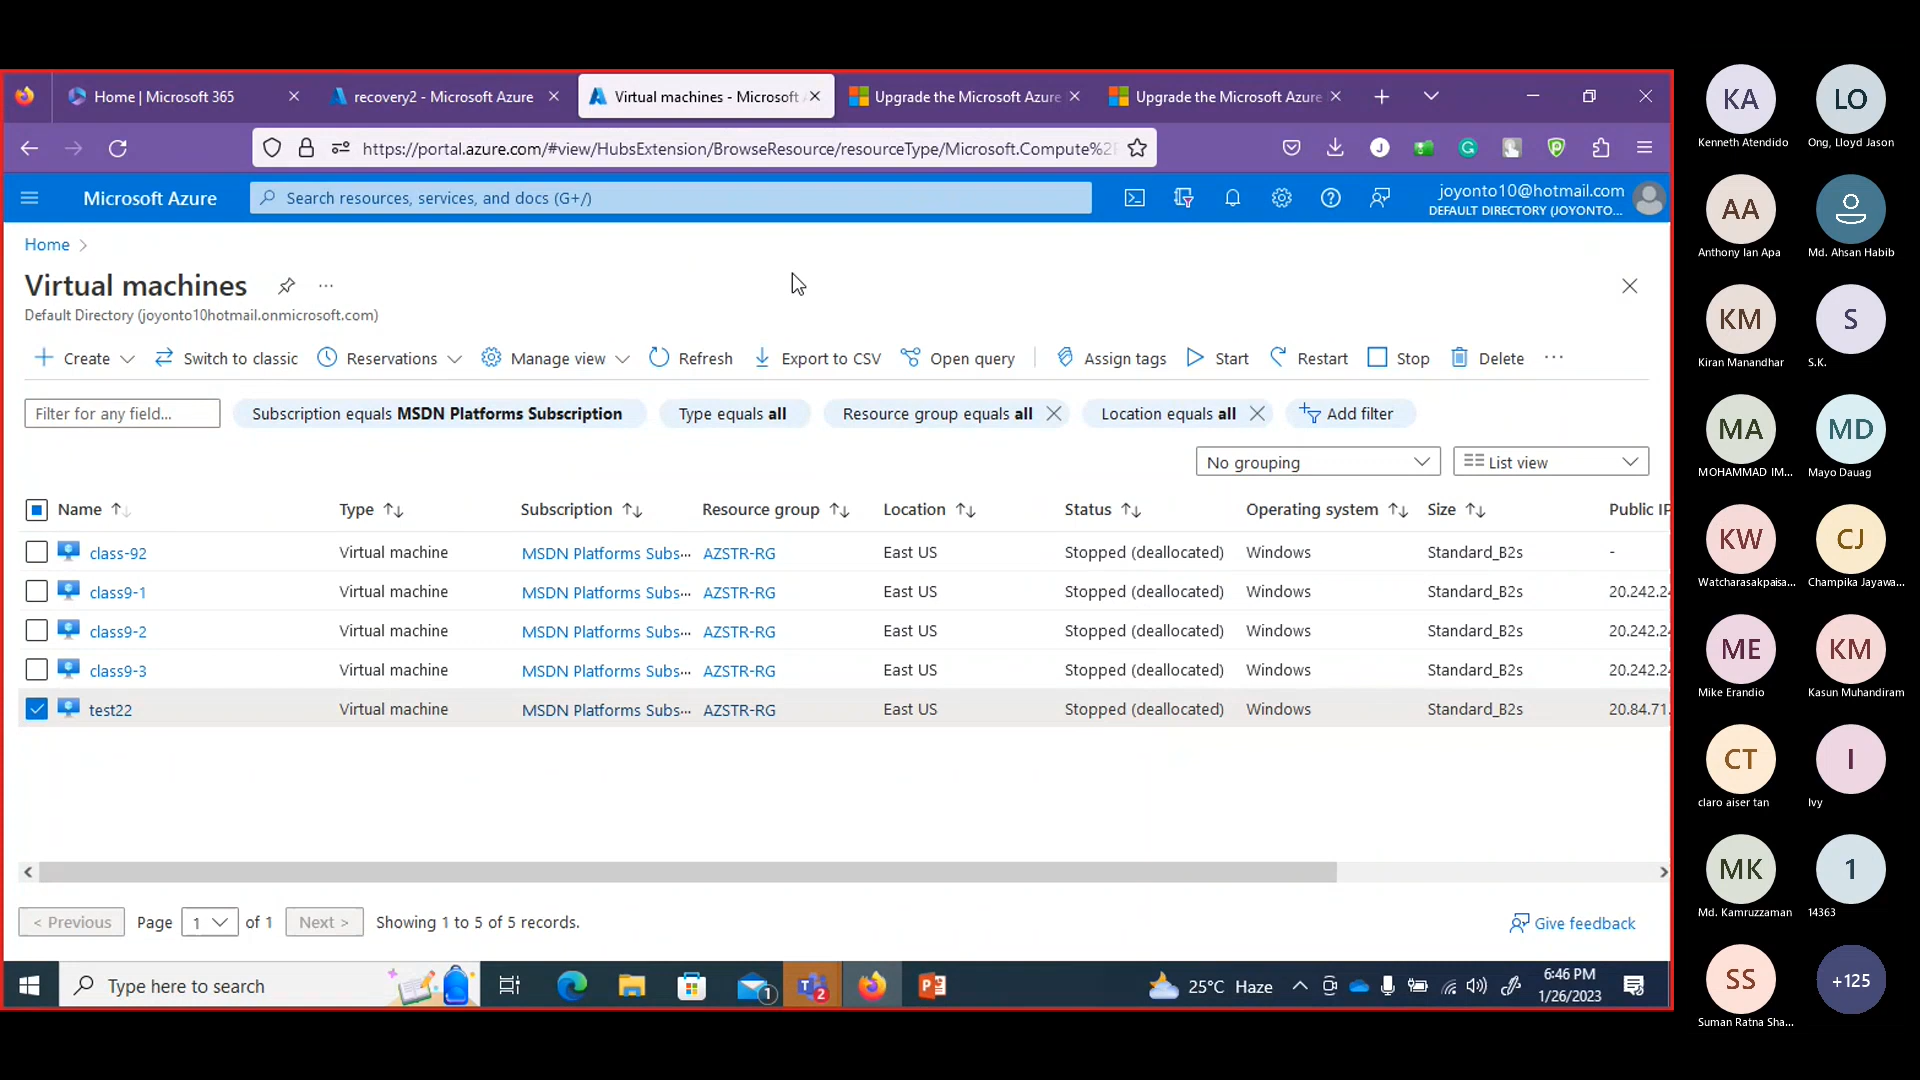 Home | Microsoft 365
recovery2 - Microsoft Azure
Virtual machines - Microsoft
Upgrade the Microsoft Azure
Upgrade the Microsoft Azure
https://portal.azure.com/#view/HubsExtension/BrowseResource/resourceType/Microsoft.Compute%2F
Microsoft Azure
Search resources, services, and docs (G+/)
joyonto10@hotmail.com
DEFAULT DIRECTORY (JOYONTO...
Home
Virtual machines
Default Directory (joyonto10hotmail.onmicrosoft.com)
Create Switch to classic Reservations Manage view Refresh Export to CSV Open query Assign tags Start Restart Stop Delete
Filter for any field... Subscription equals MSDN Platforms Subscription Type equals all Resource group equals all Location equals all Add filter
No grouping List view
Name Type Subscription Resource group Location Status Operating system Size Public IP
class-92 Virtual machine MSDN Platforms Subs... AZSTR-RG East US Stopped (deallocated) Windows Standard_B2s -
class9-1 Virtual machine MSDN Platforms Subs... AZSTR-RG East US Stopped (deallocated) Windows Standard_B2s 20.242.24
class9-2 Virtual machine MSDN Platforms Subs... AZSTR-RG East US Stopped (deallocated) Windows Standard_B2s 20.242.24
class9-3 Virtual machine MSDN Platforms Subs... AZSTR-RG East US Stopped (deallocated) Windows Standard_B2s 20.242.24
test22 Virtual machine MSDN Platforms Subs... AZSTR-RG East US Stopped (deallocated) Windows Standard_B2s 20.84.71.
< Previous Page 1 of 1 Next > Showing 1 to 5 of 5 records.
Give feedback
Type here to search
1
2
25°C Haze
6:46 PM
1/26/2023
KA LO
Kenneth Atendido Ong, Lloyd Jason
AA
Anthony Ian Apa Md. Ahsan Habib
KM S
Kiran Manandhar S.K.
MA MD
MOHAMMAD IM... Mayo Dauag
KW CJ
Watcharasakpaisa... Champika Jayawa...
ME KM
Mike Erandio Kasun Muhandiram
CT I
claro aiser tan Ivy
MK 1
Md. Kamruzzaman 14363
SS +125
Suman Ratna Sha...